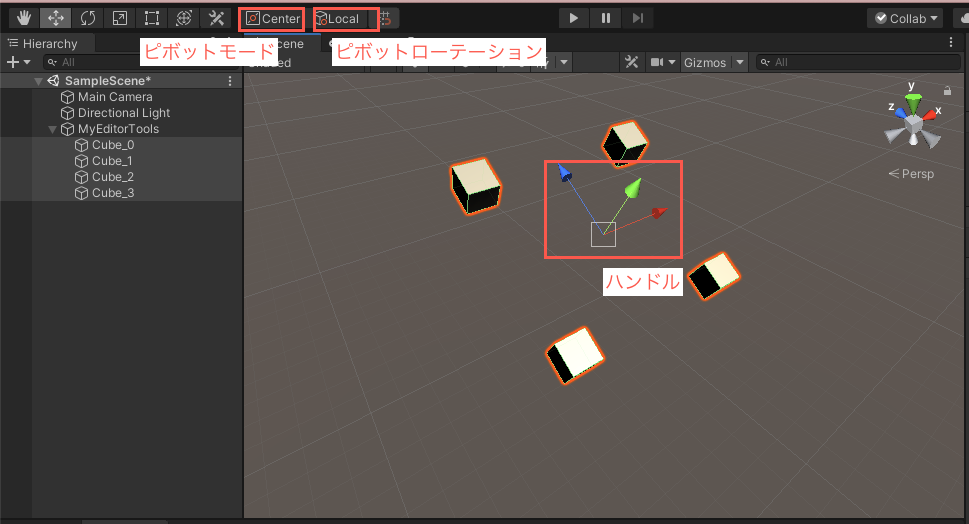 Center
Local
Collab
Hierarchy
ピボットモード
ピボットローテーション
cene
haded
Gizmos
All
All
SampleScene*
Main Camera
Directional Light
MyEditorTools
Cube_0
Cube_1
Cube_2
Cube_3
y
z
x
Persp
ハンドル